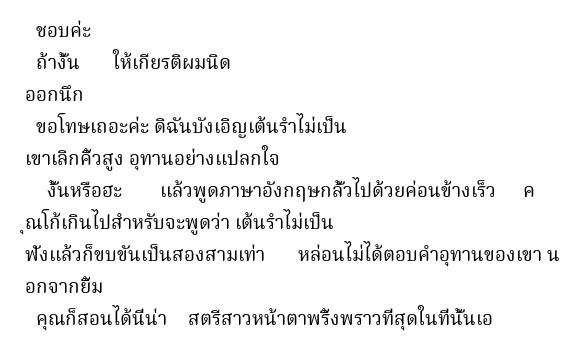 ชอบค่ะ
ถ้างั้น ให้เกียรติผมนิด
ออกนึก
ขอโทษเถอะค่ะ ดิฉันบังเอิญเต้นรำไม่เป็น
เขาเลิกคิ้วสูง อุทานอย่างแปลกใจ
งั้นหรือฮะ แล้วพูดภาษาอังกฤษกลั้วไปด้วยค่อนข้างเร็ว ค
ุณโก้เกินไปสำหรับจะพูดว่า เต้นรำไม่เป็น
ฟังแล้วก็ขบขันเป็นสองสามเท่า หล่อนไม่ได้ตอบคำอุทานของเขา น
อกจากยิ้ม
คุณก็สอนได้นี่น่า สตรีสาวหน้าตาพริ้งพราวที่สุดในที่นั้นเอ